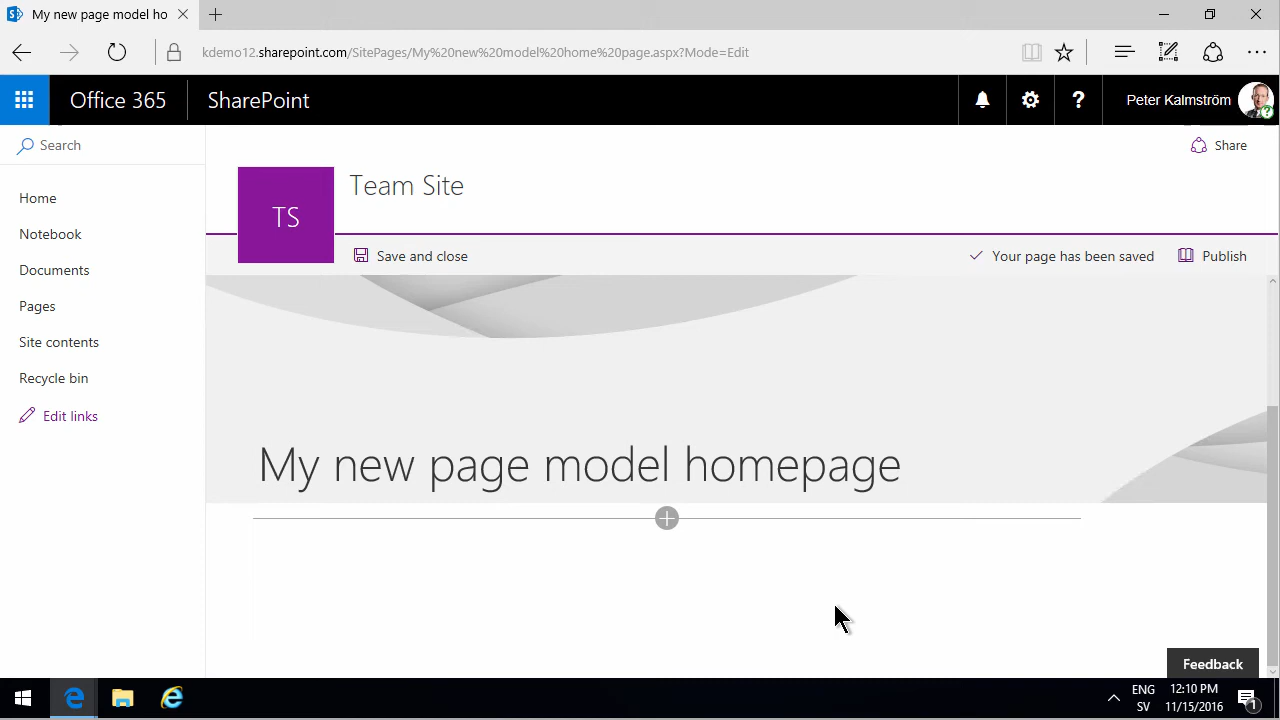 My new page model ho
kdemo12.sharepoint.com/SitePages/My%20new%20model%20home%20page.aspx?Mode=Edit
Office 365 SharePoint Peter Kalmström
Search
Share
Team Site
TS
Home
Notebook
Documents
Pages
Site contents
Recycle bin
Edit links
Save and close
Your page has been saved
Publish
My new page model homepage
Feedback
ENG
SV
12:10 PM
11/15/2016
1